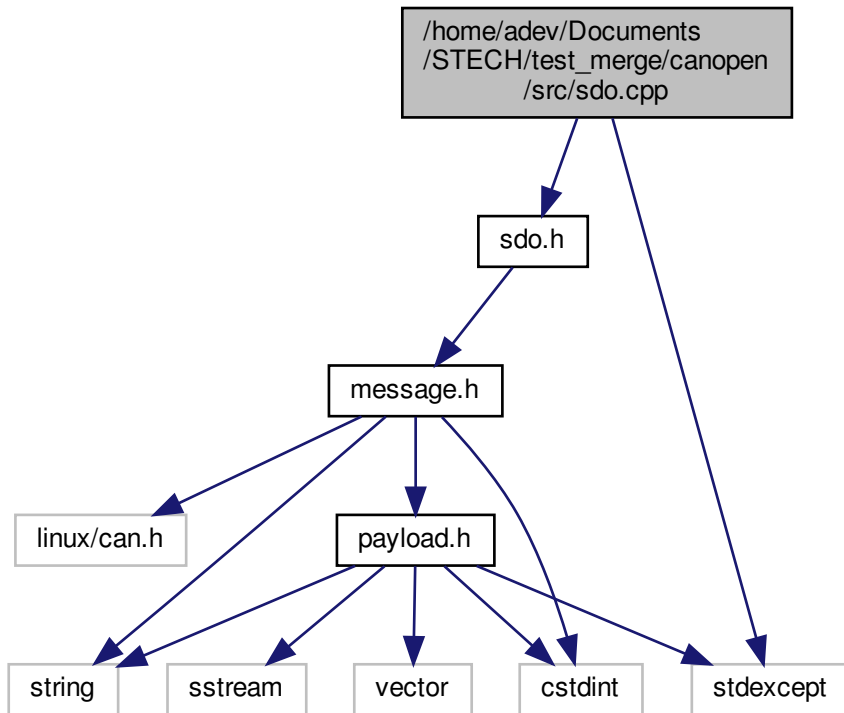 /home/adev/Documents
/STECH/test_merge/canopen
/src/sdo.cpp
sdo.h
message.h
linux/can.h
payload.h
string
sstream
vector
cstdint
stdexcept